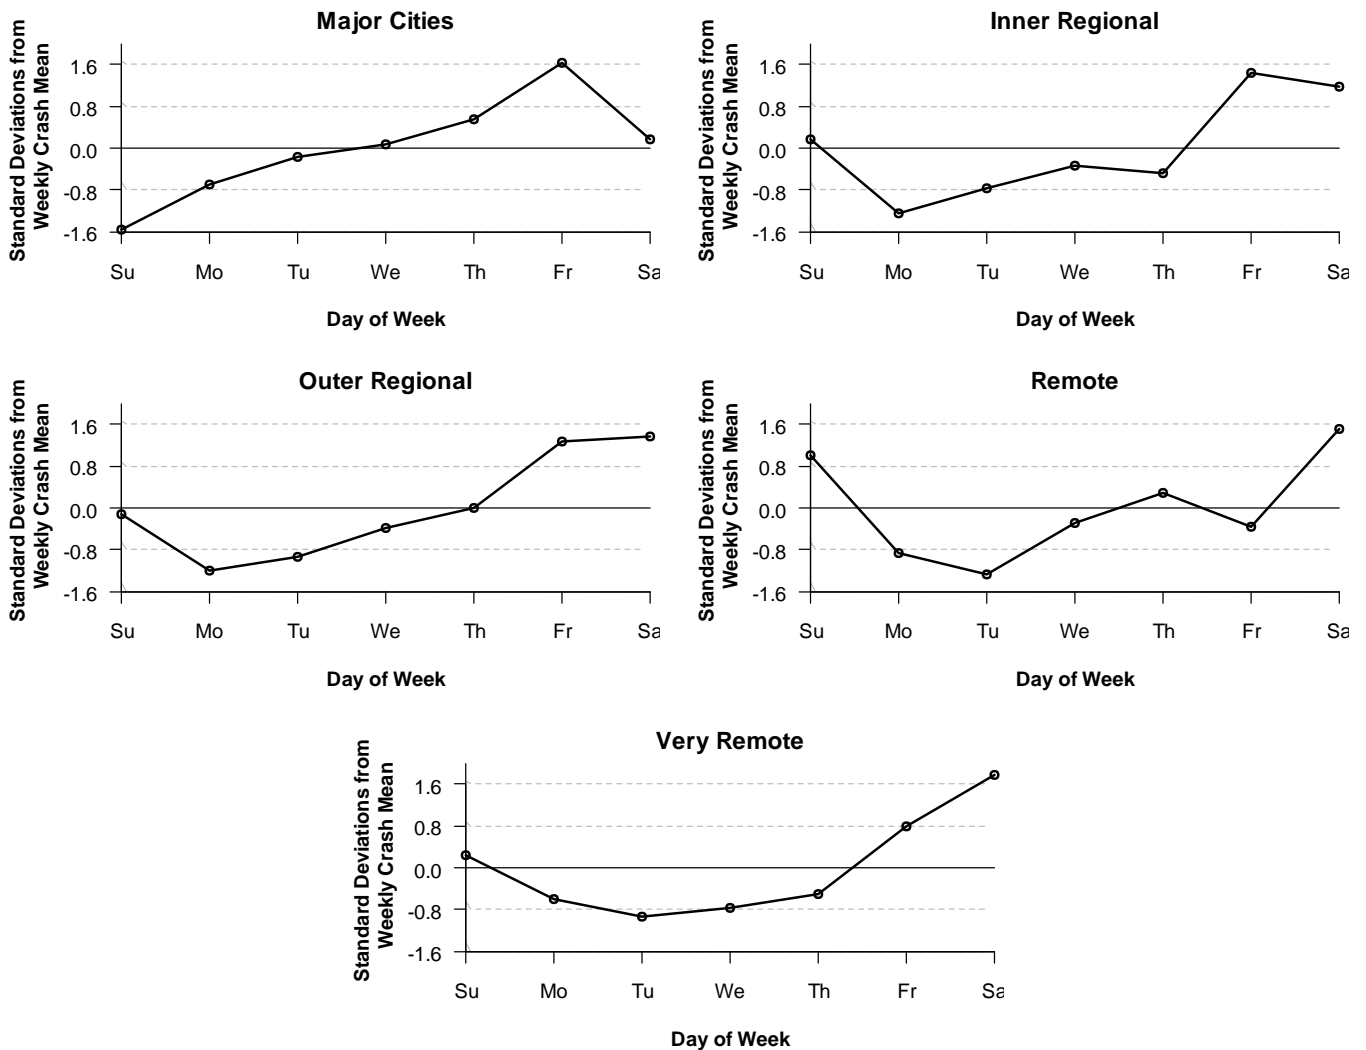 Major Cities
Standard Deviations from
Weekly Crash Mean
1.6
0.8
0.0
-0.8
-1.6
Su Mo Tu We Th Fr Sa
Day of Week
Inner Regional
Standard Deviations from
Weekly Crash Mean
1.6
0.8
0.0
-0.8
-1.6
Su Mo Tu We Th Fr Sa
Day of Week
Outer Regional
Standard Deviations from
Weekly Crash Mean
1.6
0.8
0.0
-0.8
-1.6
Su Mo Tu We Th Fr Sa
Day of Week
Remote
Standard Deviations from
Weekly Crash Mean
1.6
0.8
0.0
-0.8
-1.6
Su Mo Tu We Th Fr Sa
Day of Week
Very Remote
Standard Deviations from
Weekly Crash Mean
1.6
0.8
0.0
-0.8
-1.6
Su Mo Tu We Th Fr Sa
Day of Week